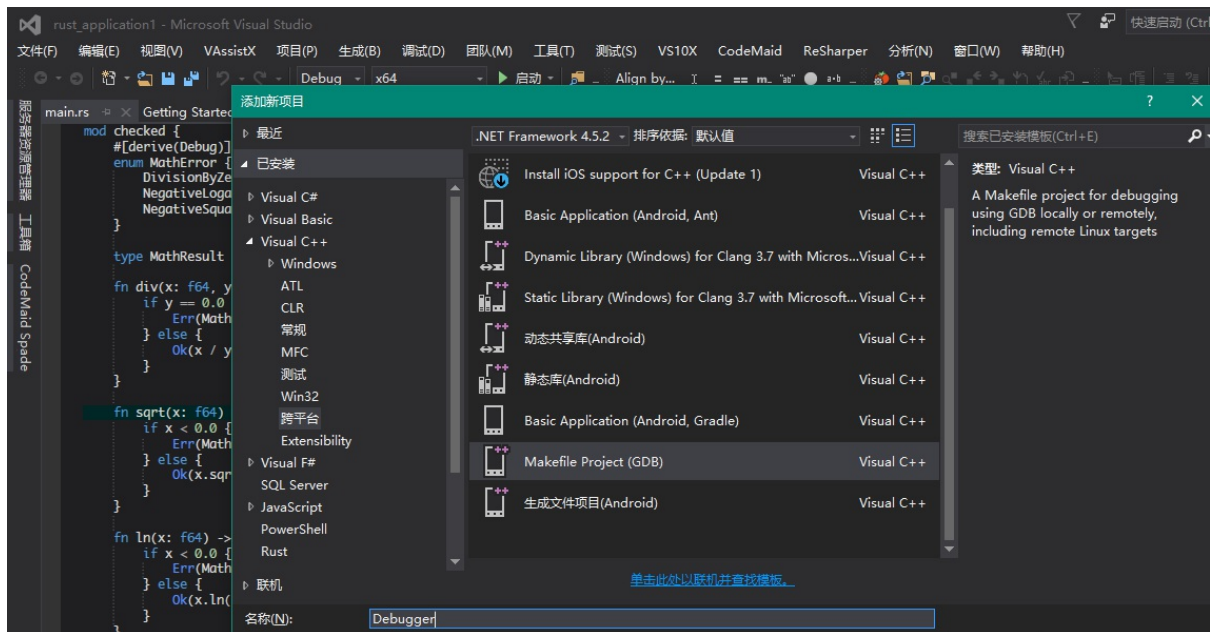 rust_application1 - Microsoft Visual Studio
快速启动 (Ctrl
文件(F) 编辑(E) 视图(V) VAssistX 项目(P) 生成(B) 调试(D) 团队(M) 工具(T) 测试(S) VS10X CodeMaid ReSharper 分析(N) 窗口(W) 帮助(H)
Debug x64 启动 Align by...
服务器资源管理器
工具箱
CodeMaid Spade
main.rs Getting Started
mod checked {
#[derive(Debug)]
enum MathError {
DivisionByZe
NegativeLoga
NegativeSqua
}
type MathResult
fn div(x: f64, y
if y == 0.0
Err(Math
} else {
Ok(x / y
}
}
fn sqrt(x: f64)
if x < 0.0 {
Err(Math
} else {
Ok(x.sqr
}
}
fn ln(x: f64) ->
if x < 0.0 {
Err(Math
} else {
Ok(x.ln(
}
}
添加新项目
? ×
最近
已安装
Visual C#
Visual Basic
Visual C++
Windows
ATL
CLR
常规
MFC
测试
Win32
跨平台
Extensibility
Visual F#
SQL Server
JavaScript
PowerShell
Rust
联机
.NET Framework 4.5.2 排序依据: 默认值
搜索已安装模板(Ctrl+E)
Install iOS support for C++ (Update 1) Visual C++
Basic Application (Android, Ant) Visual C++
Dynamic Library (Windows) for Clang 3.7 with Micros...Visual C++
Static Library (Windows) for Clang 3.7 with Microsoft... Visual C++
动态共享库(Android) Visual C++
静态库(Android) Visual C++
Basic Application (Android, Gradle) Visual C++
Makefile Project (GDB) Visual C++
生成文件项目(Android) Visual C++
单击此处以联机并查找模板。
类型: Visual C++
A Makefile project for debugging
using GDB locally or remotely,
including remote Linux targets
名称(N): Debugger